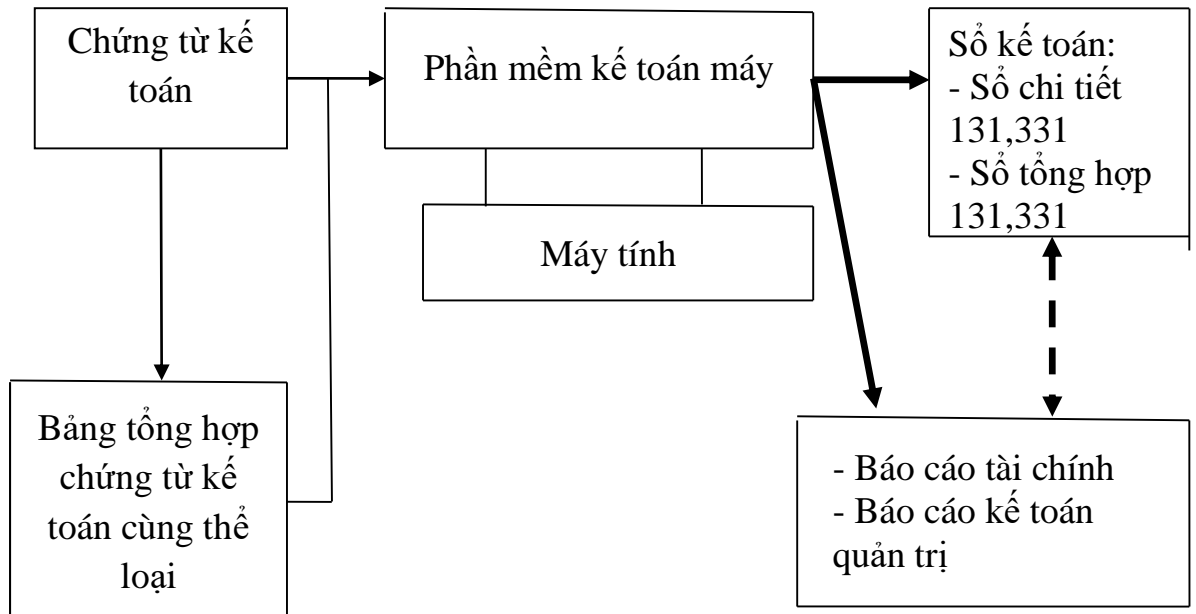 Chứng từ kế
toán
Phần mềm kế toán máy
Sổ kế toán:
- Sổ chi tiết
131,331
- Sổ tổng hợp
131,331
Máy tính
Bảng tổng hợp
chứng từ kế
toán cùng thể
loại
- Báo cáo tài chính
- Báo cáo kế toán
quản trị